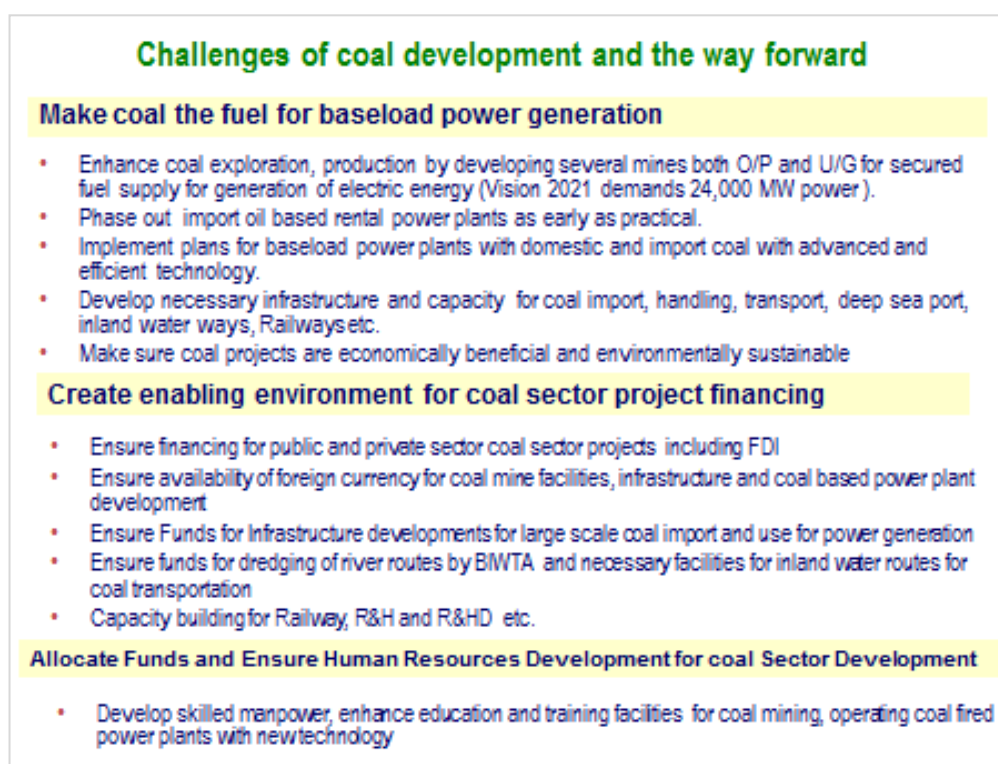 Challenges of coal development and the way forward
Make coal the fuel for baseload power generation
• Enhance coal exploration, production by developing several mines both O/P and U/G for secured
fuel supply for generation of electric energy (Vision 2021 demands 24,000 MW power ).
• Phase out import oil based rental power plants as early as practical.
• Implement plans for baseload power plants with domestic and import coal with advanced and
efficient technology.
• Develop necessary infrastructure and capacity for coal import, handling, transport, deep sea port,
inland water ways, Railways etc.
• Make sure coal projects are economically beneficial and environmentally sustainable
Create enabling environment for coal sector project financing
• Ensure financing for public and private sector coal sector projects including FDI
• Ensure availability of foreign currency for coal mine facilities, infrastructure and coal based power plant
development
• Ensure Funds for Infrastructure developments for large scale coal import and use for power generation
• Ensure funds for dredging of river routes by BIWTA and necessary facilities for inland water routes for
coal transportation
• Capacity building for Railway, R&H and R&HD etc.
Allocate Funds and Ensure Human Resources Development for coal Sector Development
• Develop skilled manpower, enhance education and training facilities for coal mining, operating coal fired
power plants with new technology